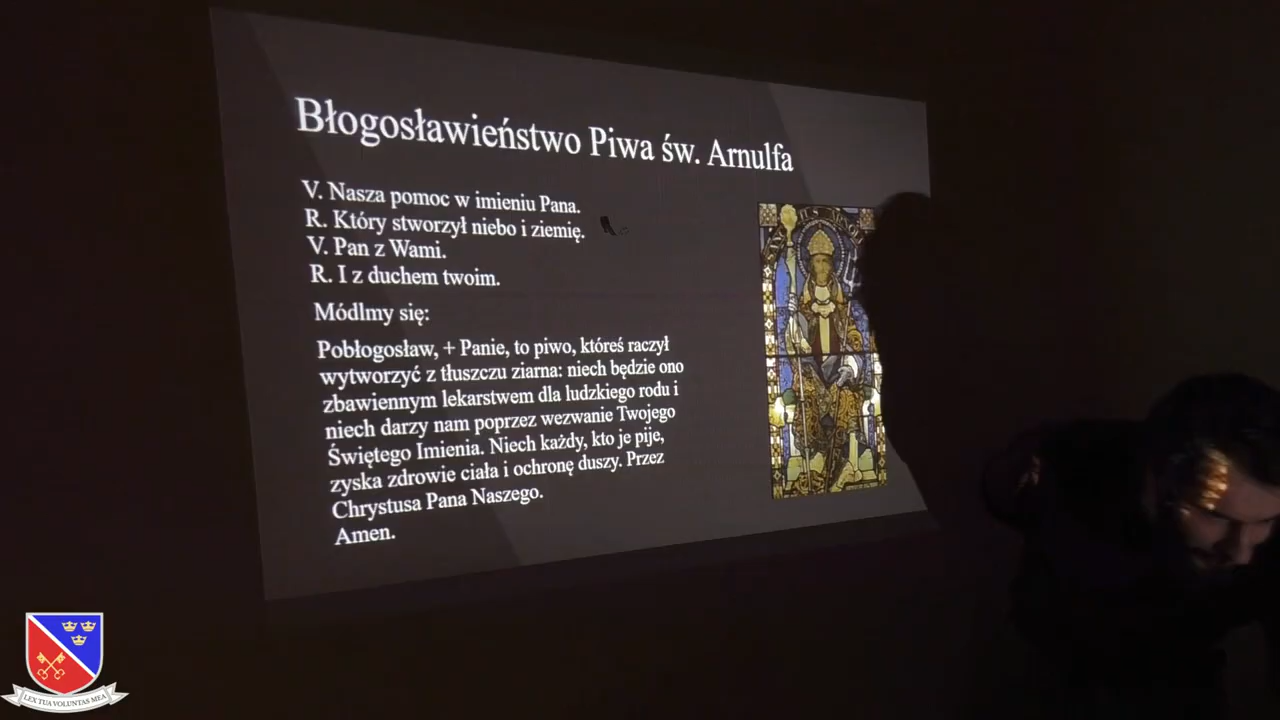 Błogosławieństwo Piwa św. Arnulfa
V. Nasza pomoc w imieniu Pana.
R. Który stworzył niebo i ziemię.
V. Pan z Wami.
R. I z duchem twoim.
Módlmy się:
Pobłogosław, + Panie, to piwo, któreś raczył
wytworzyć z tłuszczu ziarna: niech będzie ono
zbawiennym lekarstwem dla ludzkiego rodu i
niech darzy nam poprzez wezwanie Twojego
Świętego Imienia. Niech każdy, kto je pije,
zyska zdrowie ciała i ochronę duszy. Przez
Chrystusa Pana Naszego.
Amen.
LEX TUA VOLUNTAS MEA